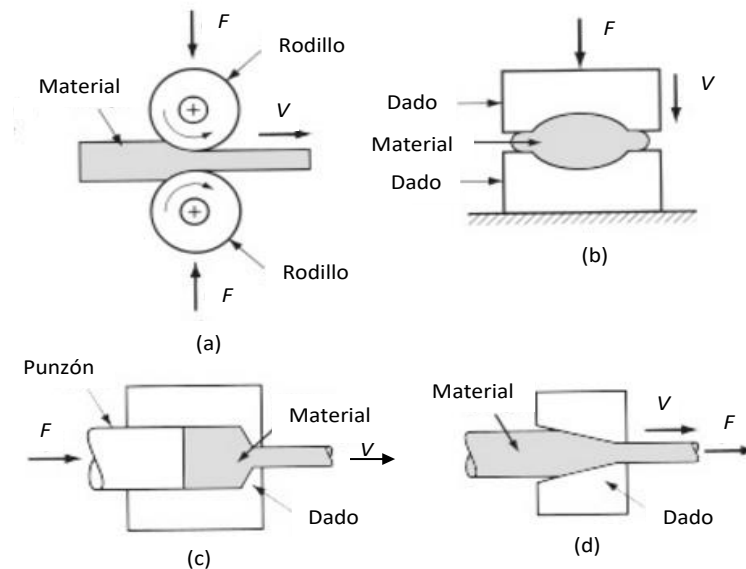 F
Rodillo
Material
V
Rodillo
F
(a)
F
Dado
V
Material
Dado
(b)
Punzón
F
Material
V
Dado
(c)
Material
V
F
Dado
(d)